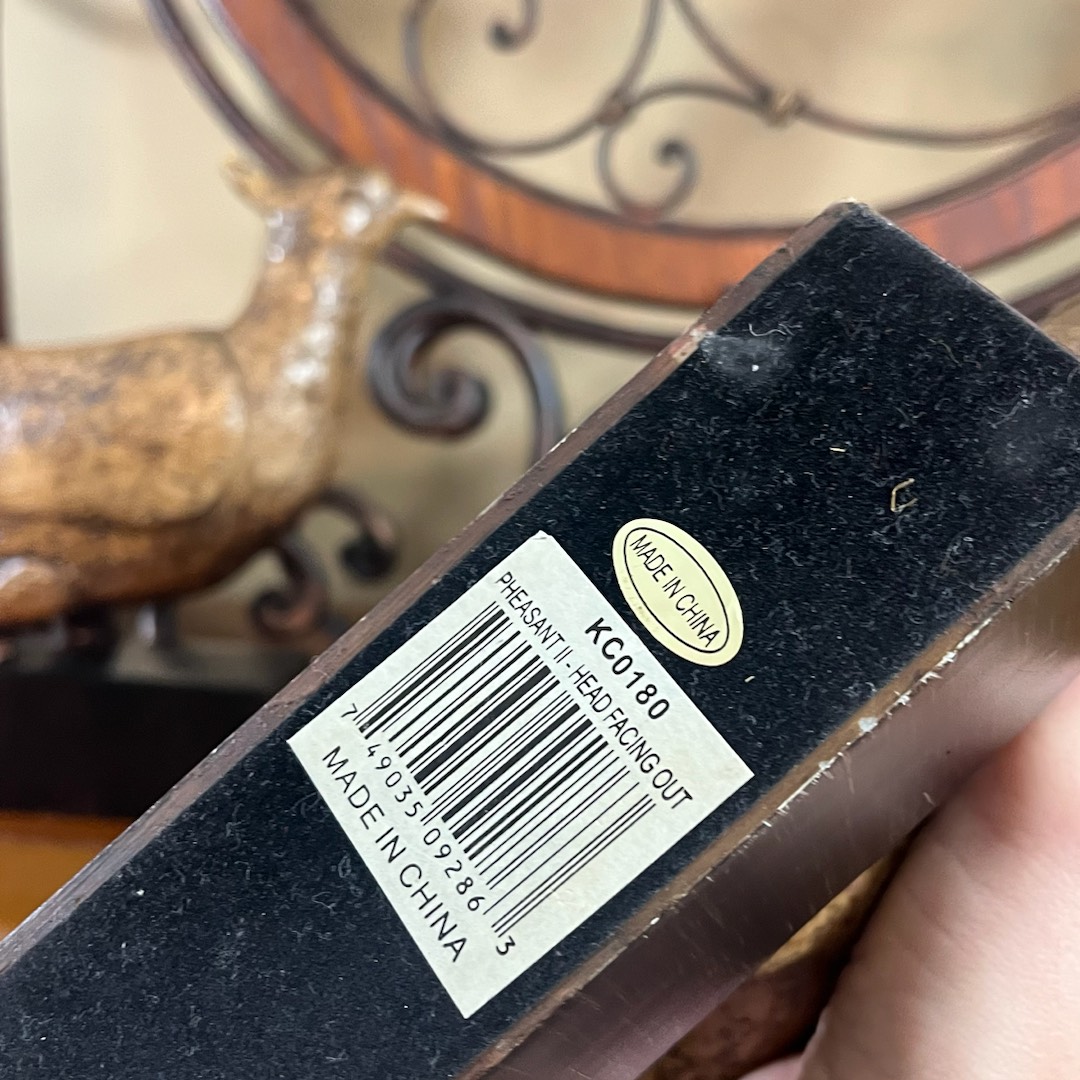 MADE IN CHINA
KC0180
PHEASANT II - HEAD FACING OUT
7 49035 09286 3
MADE IN CHINA